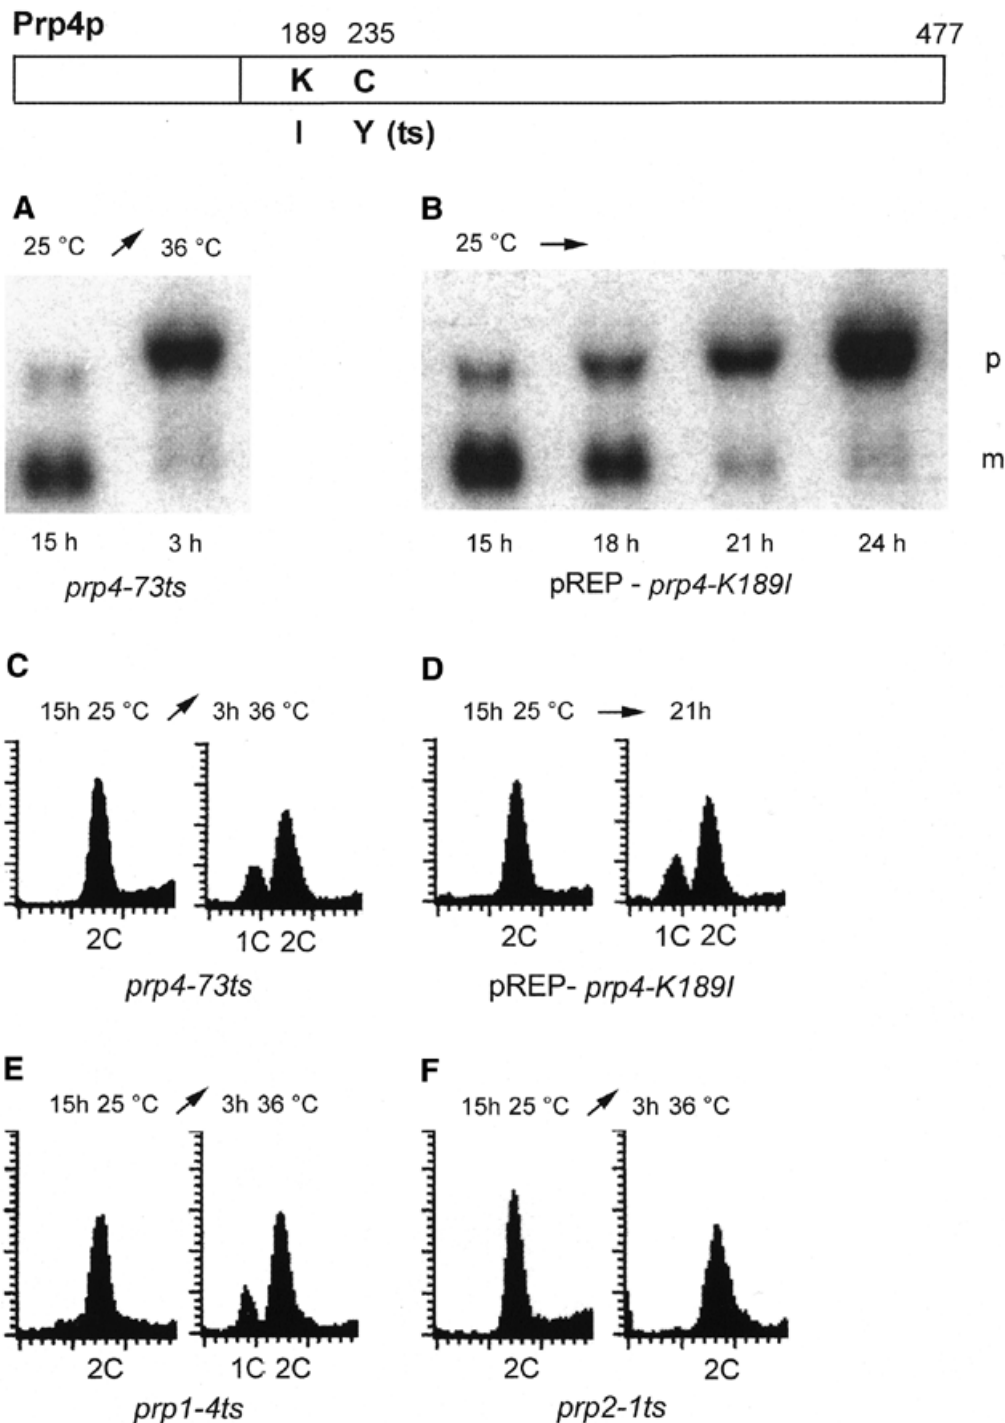 Prp4p
189 235 477
K C
I Y (ts)
A
25 °C 36 °C
15 h 3 h
prp4-73ts
B
25 °C
p
m
15 h 18 h 21 h 24 h
pREP - prp4-K189I
C
15h 25 °C 3h 36 °C
2C 1C 2C
prp4-73ts
D
15h 25 °C 21h
2C 1C 2C
pREP- prp4-K189I
E
15h 25 °C 3h 36 °C
2C 1C 2C
prp1-4ts
F
15h 25 °C 3h 36 °C
2C 2C
prp2-1ts